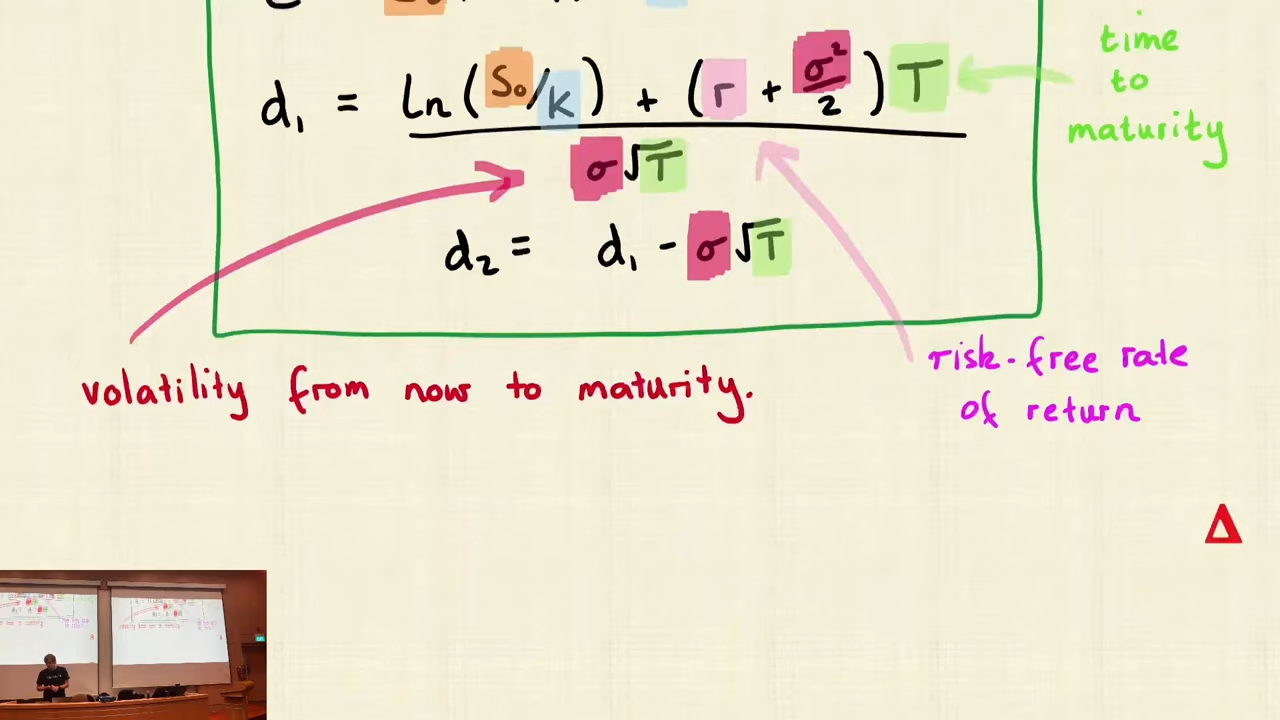 time
to
maturity
d₁ = Ln(S₀/K) + (r + σ²/2)T
σ√T
d₂ = d₁ - σ√T
volatility from now to maturity.
risk-free rate
of return